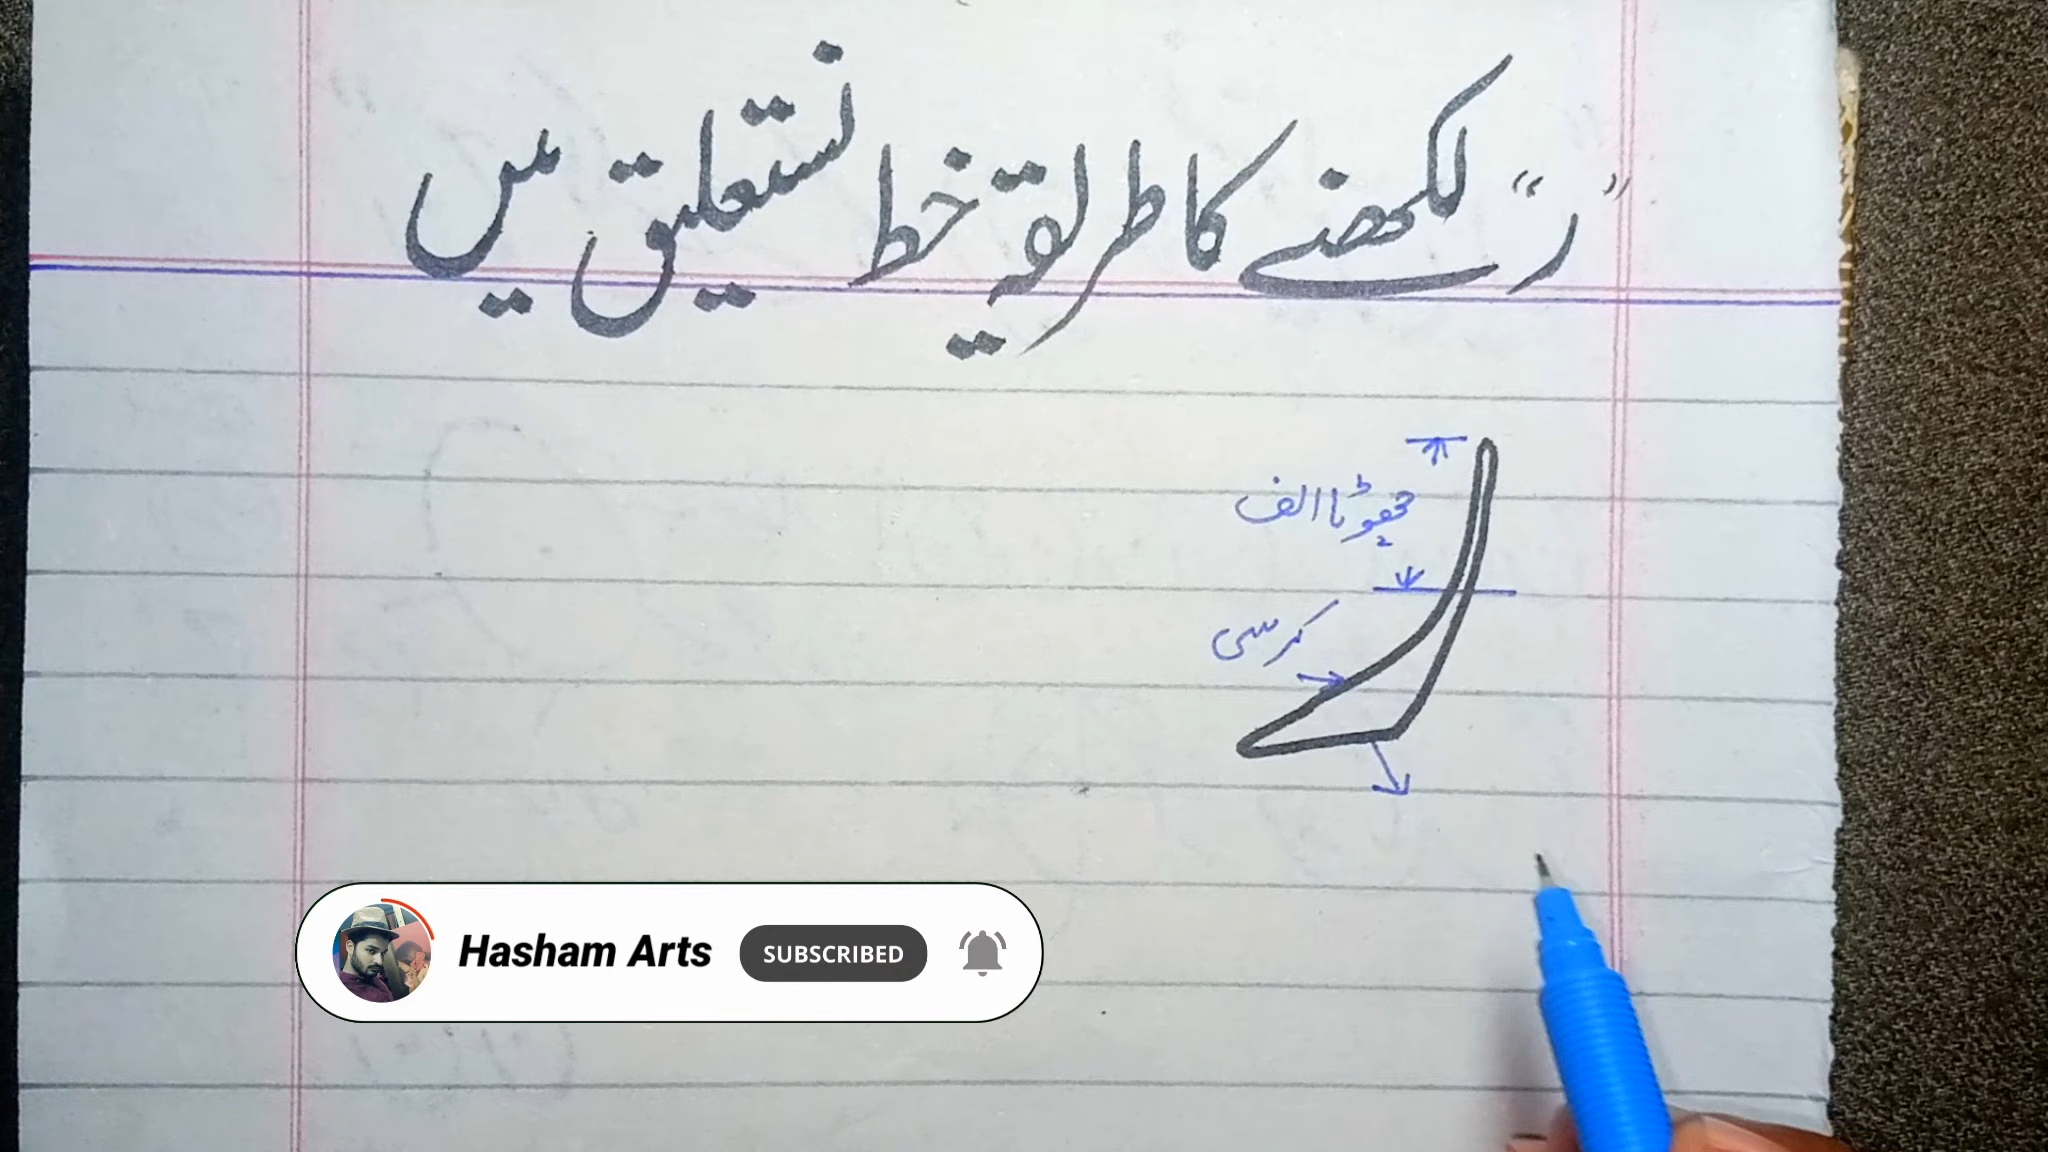 "ر" لکھنے کا طریقہ خط نستعلیق میں
چھوٹا الف
کرسی
Hasham Arts SUBSCRIBED